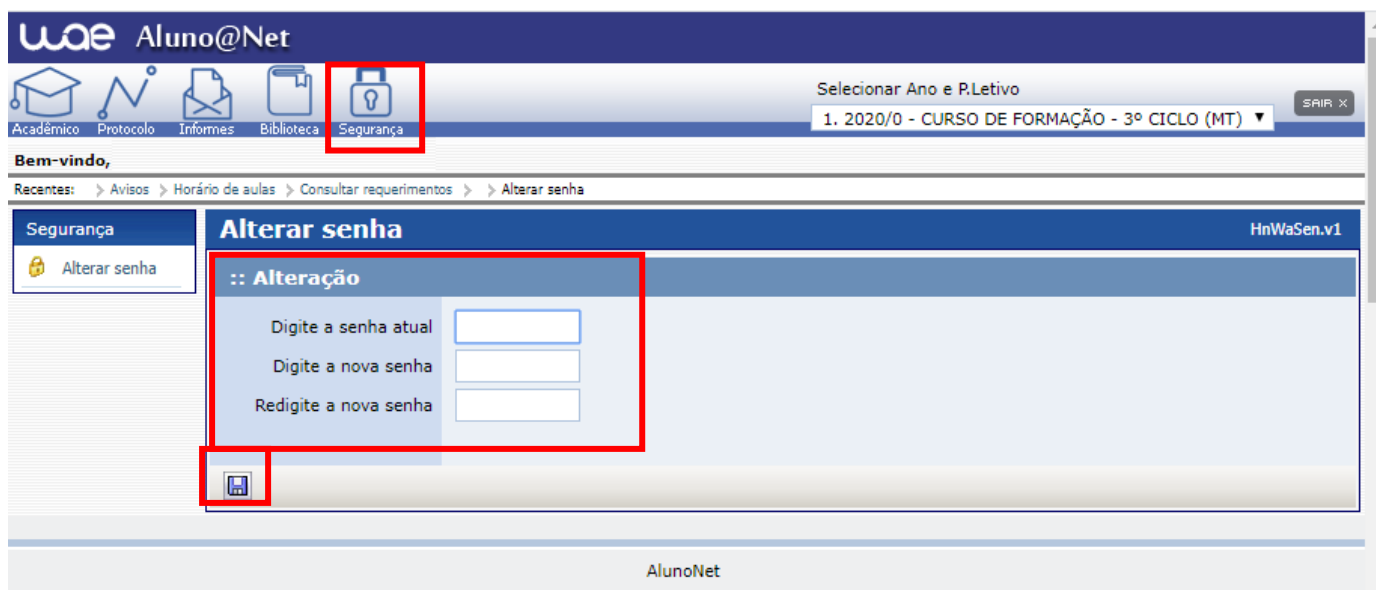 wae Aluno@Net
Acadêmico Protocolo Informes Biblioteca Segurança
Selecionar Ano e P.Letivo
1. 2020/0 - CURSO DE FORMAÇÃO - 3º CICLO (MT) ▼
SAIR X
Bem-vindo,
Recentes: > Avisos > Horário de aulas > Consultar requerimentos > > Alterar senha
Segurança
Alterar senha
Alterar senha HnWaSen.v1
:: Alteração
Digite a senha atual
Digite a nova senha
Redigite a nova senha
AlunoNet